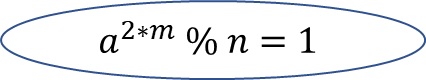 a^{2*m} % n = 1